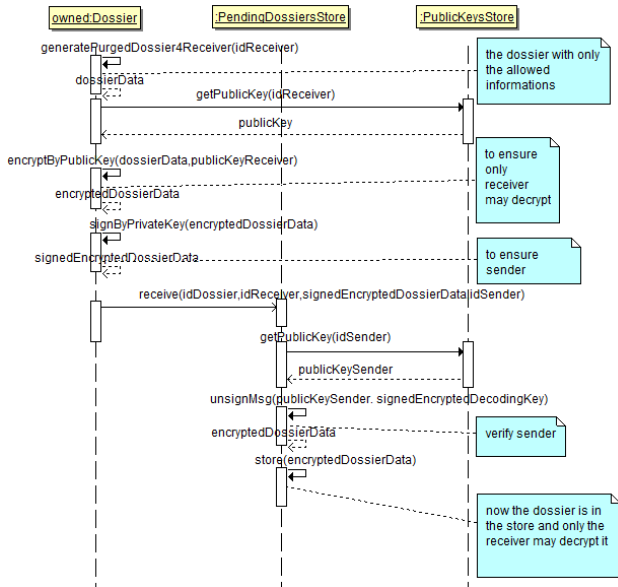 owned:Dossier
:PendingDossiersStore
:PublicKeysStore
generatePurgedDossier4Receiver(idReceiver)
the dossier with only
the allowed
informations
dossierData
getPublicKey(idReceiver)
publicKey
encryptByPublicKey(dossierData,publicKeyReceiver)
to ensure
only
receiver
may decrypt
encryptedDossierData
signByPrivateKey(encryptedDossierData)
to ensure
sender
signedEncryptedDossierData
receive(idDossier,idReceiver,signedEncryptedDossierData,idSender)
getPublicKey(idSender)
publicKeySender
unsignMsg(publicKeySender. signedEncryptedDecodingKey)
encryptedDossierData
verify sender
store(encryptedDossierData)
now the dossier is in
the store and only the
receiver may decrypt it